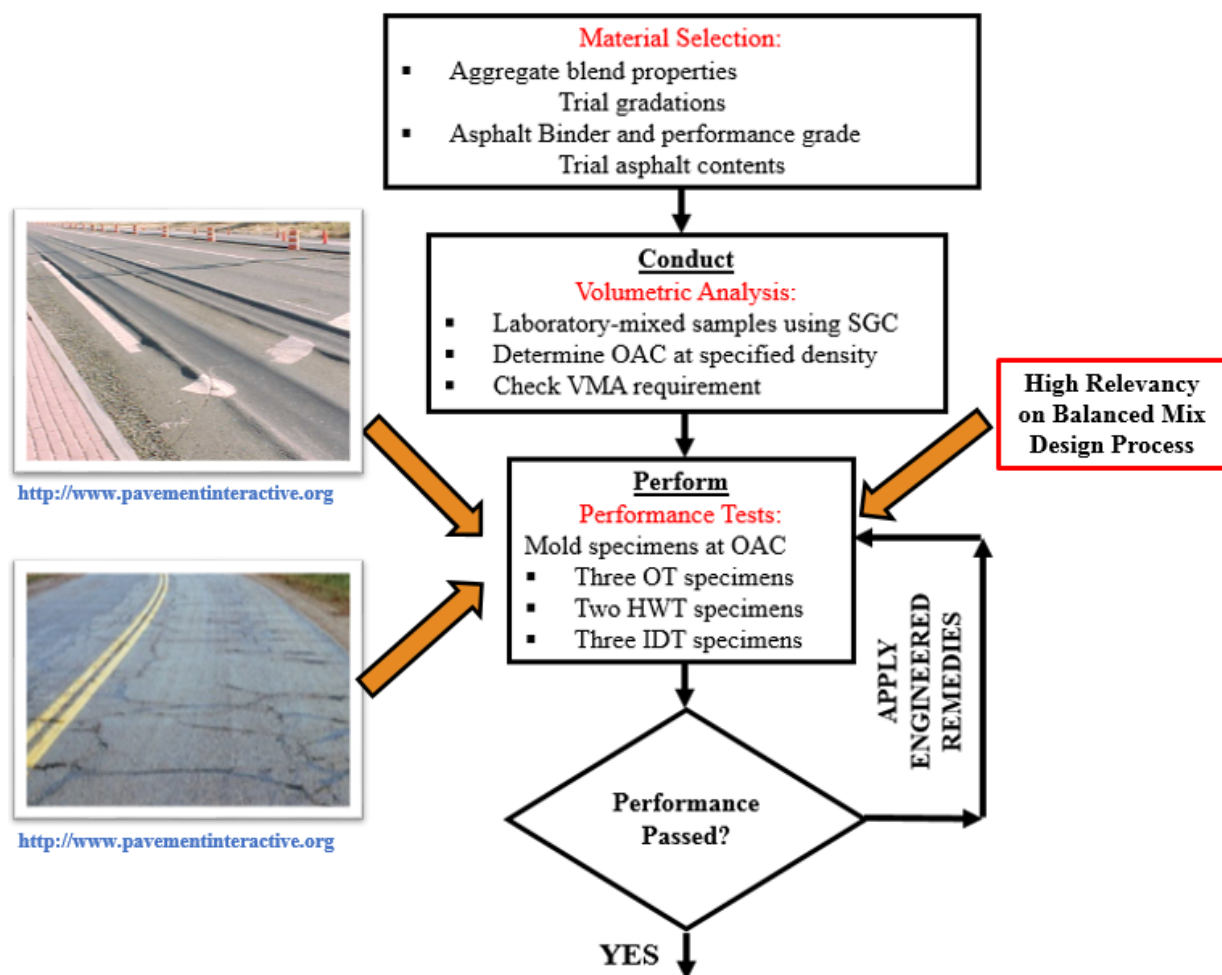 Material Selection:
▪ Aggregate blend properties
Trial gradations
▪ Asphalt Binder and performance grade
Trial asphalt contents
Conduct
Volumetric Analysis:
▪ Laboratory-mixed samples using SGC
▪ Determine OAC at specified density
▪ Check VMA requirement
http://www.pavementinteractive.org
High Relevancy
on Balanced Mix
Design Process
Perform
Performance Tests:
Mold specimens at OAC
▪ Three OT specimens
▪ Two HWT specimens
▪ Three IDT specimens
http://www.pavementinteractive.org
APPLY
ENGINEERED
REMEDIES
Performance
Passed?
YES